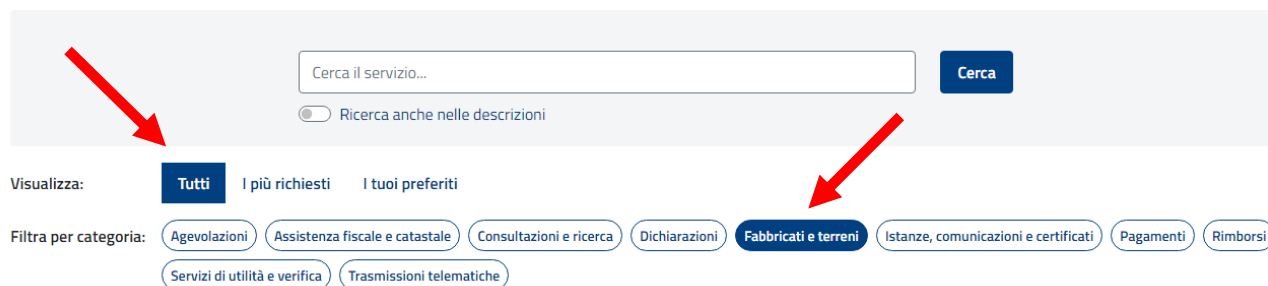 Cerca il servizio...
Cerca
Ricerca anche nelle descrizioni
Visualizza: Tutti I più richiesti I tuoi preferiti
Filtra per categoria: Agevolazioni Assistenza fiscale e catastale Consultazioni e ricerca Dichiarazioni Fabbricati e terreni Istanze, comunicazioni e certificati Pagamenti Rimborsi
Servizi di utilità e verifica Trasmissioni telematiche